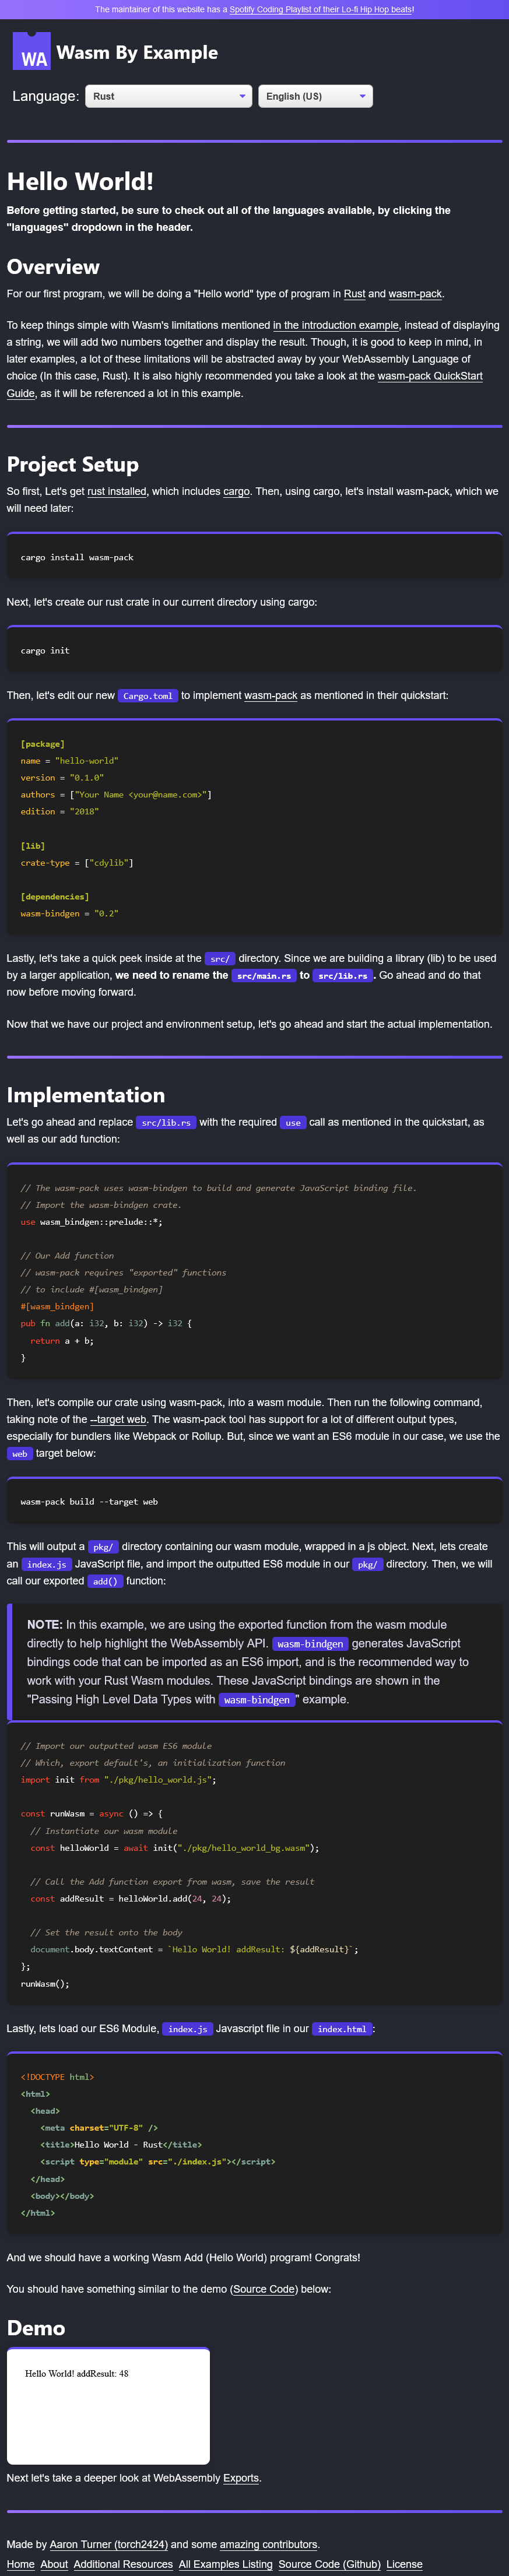 The maintainer of this website has a Spotify Coding Playlist of their Lo-fi Hip Hop beats!
WA
Wasm By Example
Language: Rust English (US)
Hello World!
Before getting started, be sure to check out all of the languages available, by clicking the
"languages" dropdown in the header.
Overview
For our first program, we will be doing a "Hello world" type of program in Rust and wasm-pack.
To keep things simple with Wasm's limitations mentioned in the introduction example, instead of displaying
a string, we will add two numbers together and display the result. Though, it is good to keep in mind, in
later examples, a lot of these limitations will be abstracted away by your WebAssembly Language of
choice (In this case, Rust). It is also highly recommended you take a look at the wasm-pack QuickStart
Guide, as it will be referenced a lot in this example.
Project Setup
So first, Let's get rust installed, which includes cargo. Then, using cargo, let's install wasm-pack, which we
will need later:
cargo install wasm-pack
Next, let's create our rust crate in our current directory using cargo:
cargo init
Then, let's edit our new Cargo.toml to implement wasm-pack as mentioned in their quickstart:
[package]
name = "hello-world"
version = "0.1.0"
authors = ["Your Name <your@name.com>"]
edition = "2018"
[lib]
crate-type = ["cdylib"]
[dependencies]
wasm-bindgen = "0.2"
Lastly, let's take a quick peek inside at the src/ directory. Since we are building a library (lib) to be used
by a larger application, we need to rename the src/main.rs to src/lib.rs. Go ahead and do that
now before moving forward.
Now that we have our project and environment setup, let's go ahead and start the actual implementation.
Implementation
Let's go ahead and replace src/lib.rs with the required use call as mentioned in the quickstart, as
well as our add function:
// The wasm-pack uses wasm-bindgen to build and generate JavaScript binding file.
// Import the wasm-bindgen crate.
use wasm_bindgen::prelude::*;
// Our Add function
// wasm-pack requires "exported" functions
// to include #[wasm_bindgen]
#[wasm_bindgen]
pub fn add(a: i32, b: i32) -> i32 {
  return a + b;
}
Then, let's compile our crate using wasm-pack, into a wasm module. Then run the following command,
taking note of the --target web. The wasm-pack tool has support for a lot of different output types,
especially for bundlers like Webpack or Rollup. But, since we want an ES6 module in our case, we use the
web target below:
wasm-pack build --target web
This will output a pkg/ directory containing our wasm module, wrapped in a js object. Next, lets create
an index.js JavaScript file, and import the outputted ES6 module in our pkg/ directory. Then, we will
call our exported add() function:
NOTE: In this example, we are using the exported function from the wasm module
directly to help highlight the WebAssembly API. wasm-bindgen generates JavaScript
bindings code that can be imported as an ES6 import, and is the recommended way to
work with your Rust Wasm modules. These JavaScript bindings are shown in the
"Passing High Level Data Types with wasm-bindgen" example.
// Import our outputted wasm ES6 module
// Which, export default's, an initialization function
import init from "./pkg/hello_world.js";
const runWasm = async () => {
  // Instantiate our wasm module
  const helloWorld = await init("./pkg/hello_world_bg.wasm");
  // Call the Add function export from wasm, save the result
  const addResult = helloWorld.add(24, 24);
  // Set the result onto the body
  document.body.textContent = `Hello World! addResult: ${addResult}`;
};
runWasm();
Lastly, lets load our ES6 Module, index.js Javascript file in our index.html:
<!DOCTYPE html>
<html>
  <head>
    <meta charset="UTF-8" />
    <title>Hello World - Rust</title>
    <script type="module" src="./index.js"></script>
  </head>
  <body></body>
</html>
And we should have a working Wasm Add (Hello World) program! Congrats!
You should have something similar to the demo (Source Code) below:
Demo
Hello World! addResult: 48
Next let's take a deeper look at WebAssembly Exports.
Made by Aaron Turner (torch2424) and some amazing contributors.
Home About Additional Resources All Examples Listing Source Code (Github) License